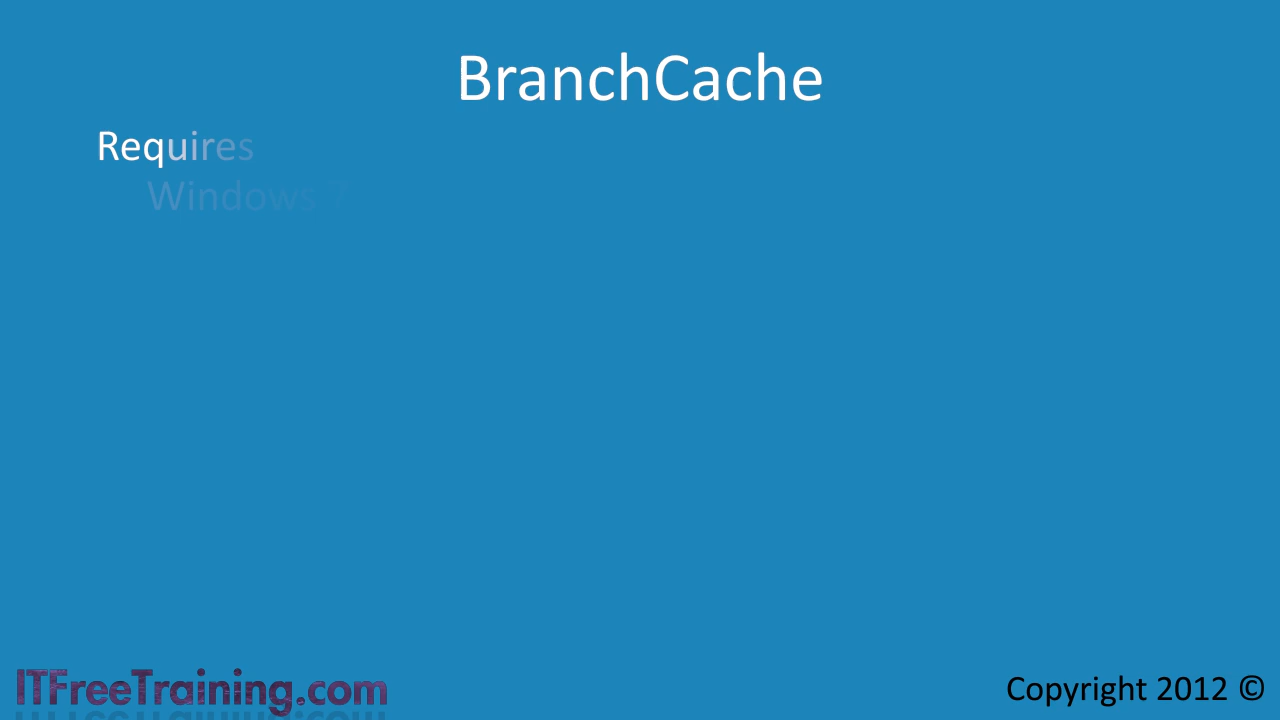 BranchCache
Requires
Windows 7
ITFreeTraining.com
Copyright 2012 ©